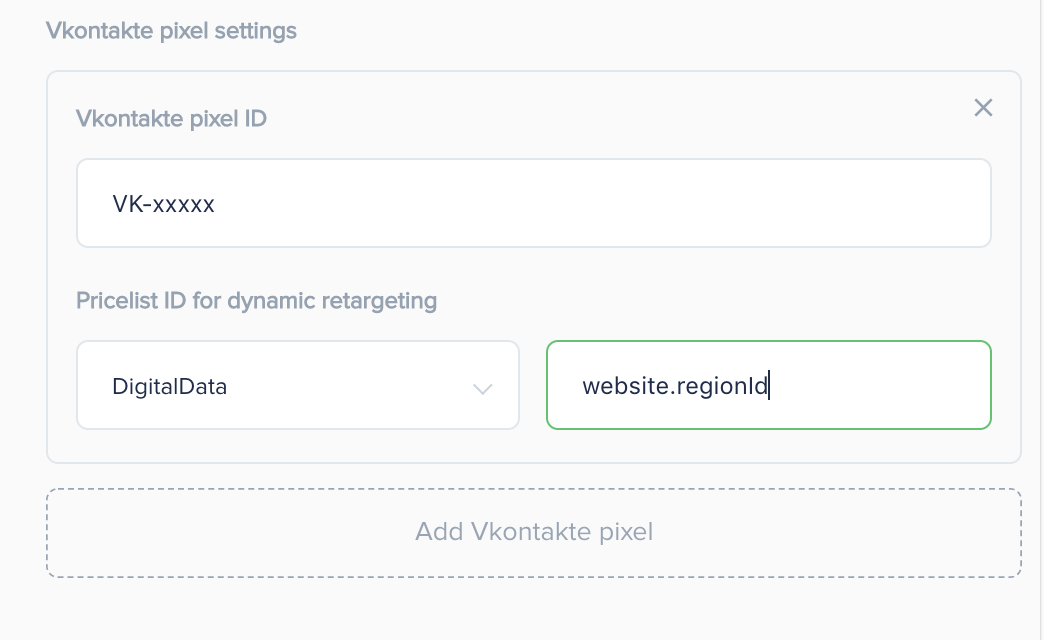 Vkontakte pixel settings
Vkontakte pixel ID
VK-xxxxx
Pricelist ID for dynamic retargeting
DigitalData
website.regionId
Add Vkontakte pixel